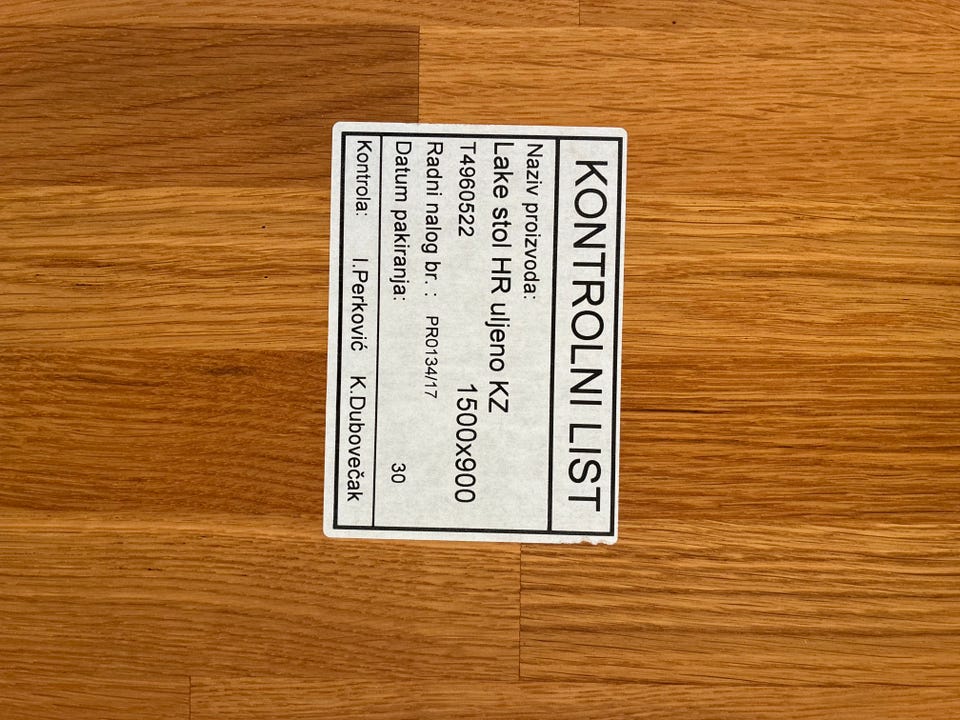 KONTROLNI LIST
Naziv proizvoda:
Lake stol HR uljeno KZ
T4960522 1500x900
Radni nalog br. : PR0134/17
Datum pakiranja: 30
Kontrola: I.Perković K.Dubovečak